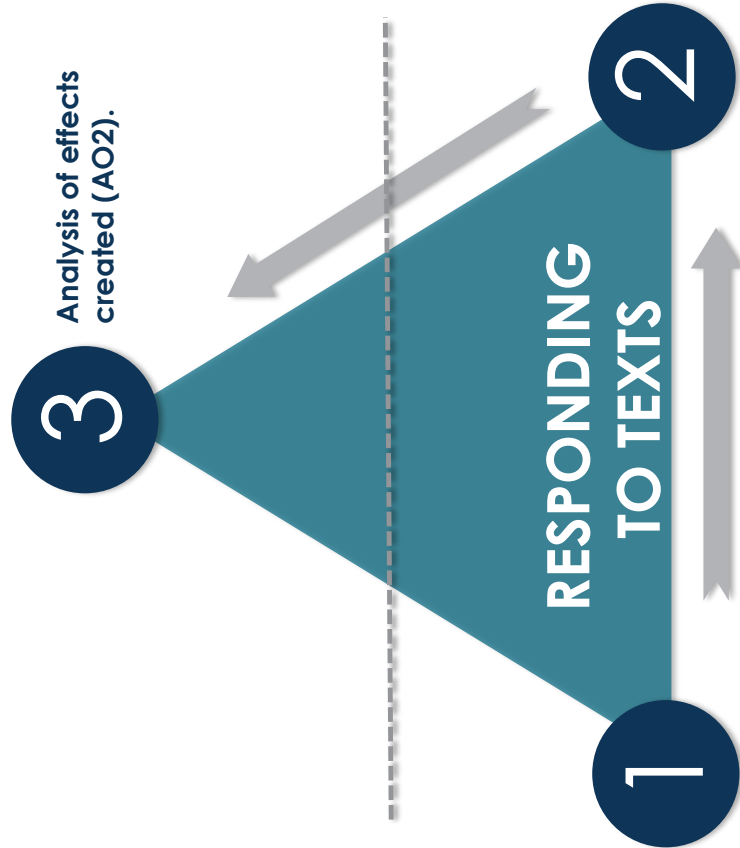 3
Analysis of effects
created (AO2).
RESPONDING
TO TEXTS
1
2